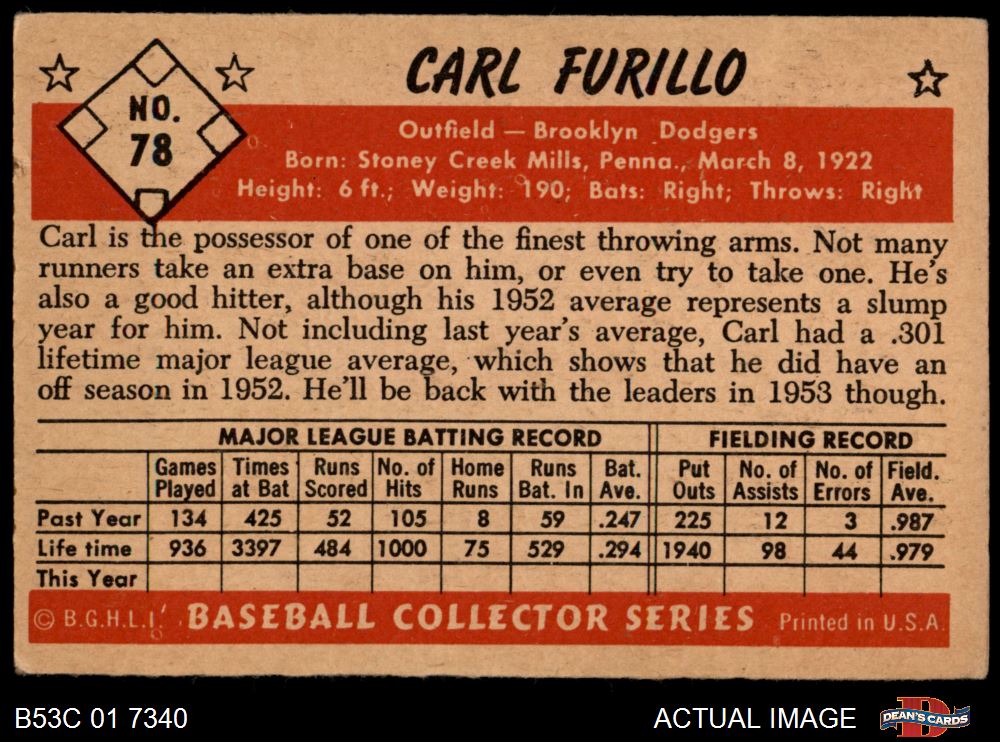 CARL FURILLO
NO.
78
Outfield — Brooklyn Dodgers
Born: Stoney Creek Mills, Penna., March 8, 1922
Height: 6 ft.; Weight: 190; Bats: Right; Throws: Right
Carl is the possessor of one of the finest throwing arms. Not many
runners take an extra base on him, or even try to take one. He's
also a good hitter, although his 1952 average represents a slump
year for him. Not including last year's average, Carl had a .301
lifetime major league average, which shows that he did have an
off season in 1952. He'll be back with the leaders in 1953 though.
MAJOR LEAGUE BATTING RECORD FIELDING RECORD
Games Times Runs No. of Home Runs Bat. Put No. of No. of Field.
Played at Bat Scored Hits Runs Bat. In Ave. Outs Assists Errors Ave.
Past Year 134 425 52 105 8 59 .247 225 12 3 .987
Life time 936 3397 484 1000 75 529 .294 1940 98 44 .979
This Year
© B.G.H.L.I. BASEBALL COLLECTOR SERIES Printed in U.S.A.
B53C 01 7340 ACTUAL IMAGE DEAN'S CARDS